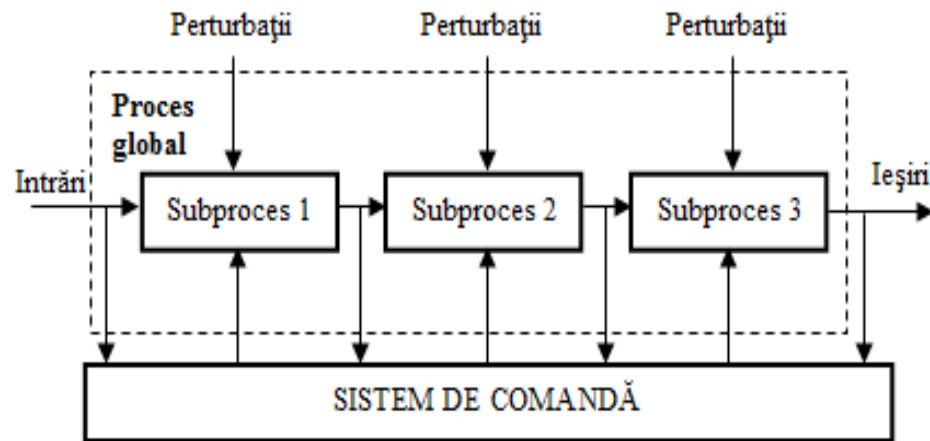 Perturbaţii
Perturbaţii
Perturbaţii
Proces
global
Intrări
Subproces 1
Subproces 2
Subproces 3
Ieşiri
SISTEM DE COMANDĂ